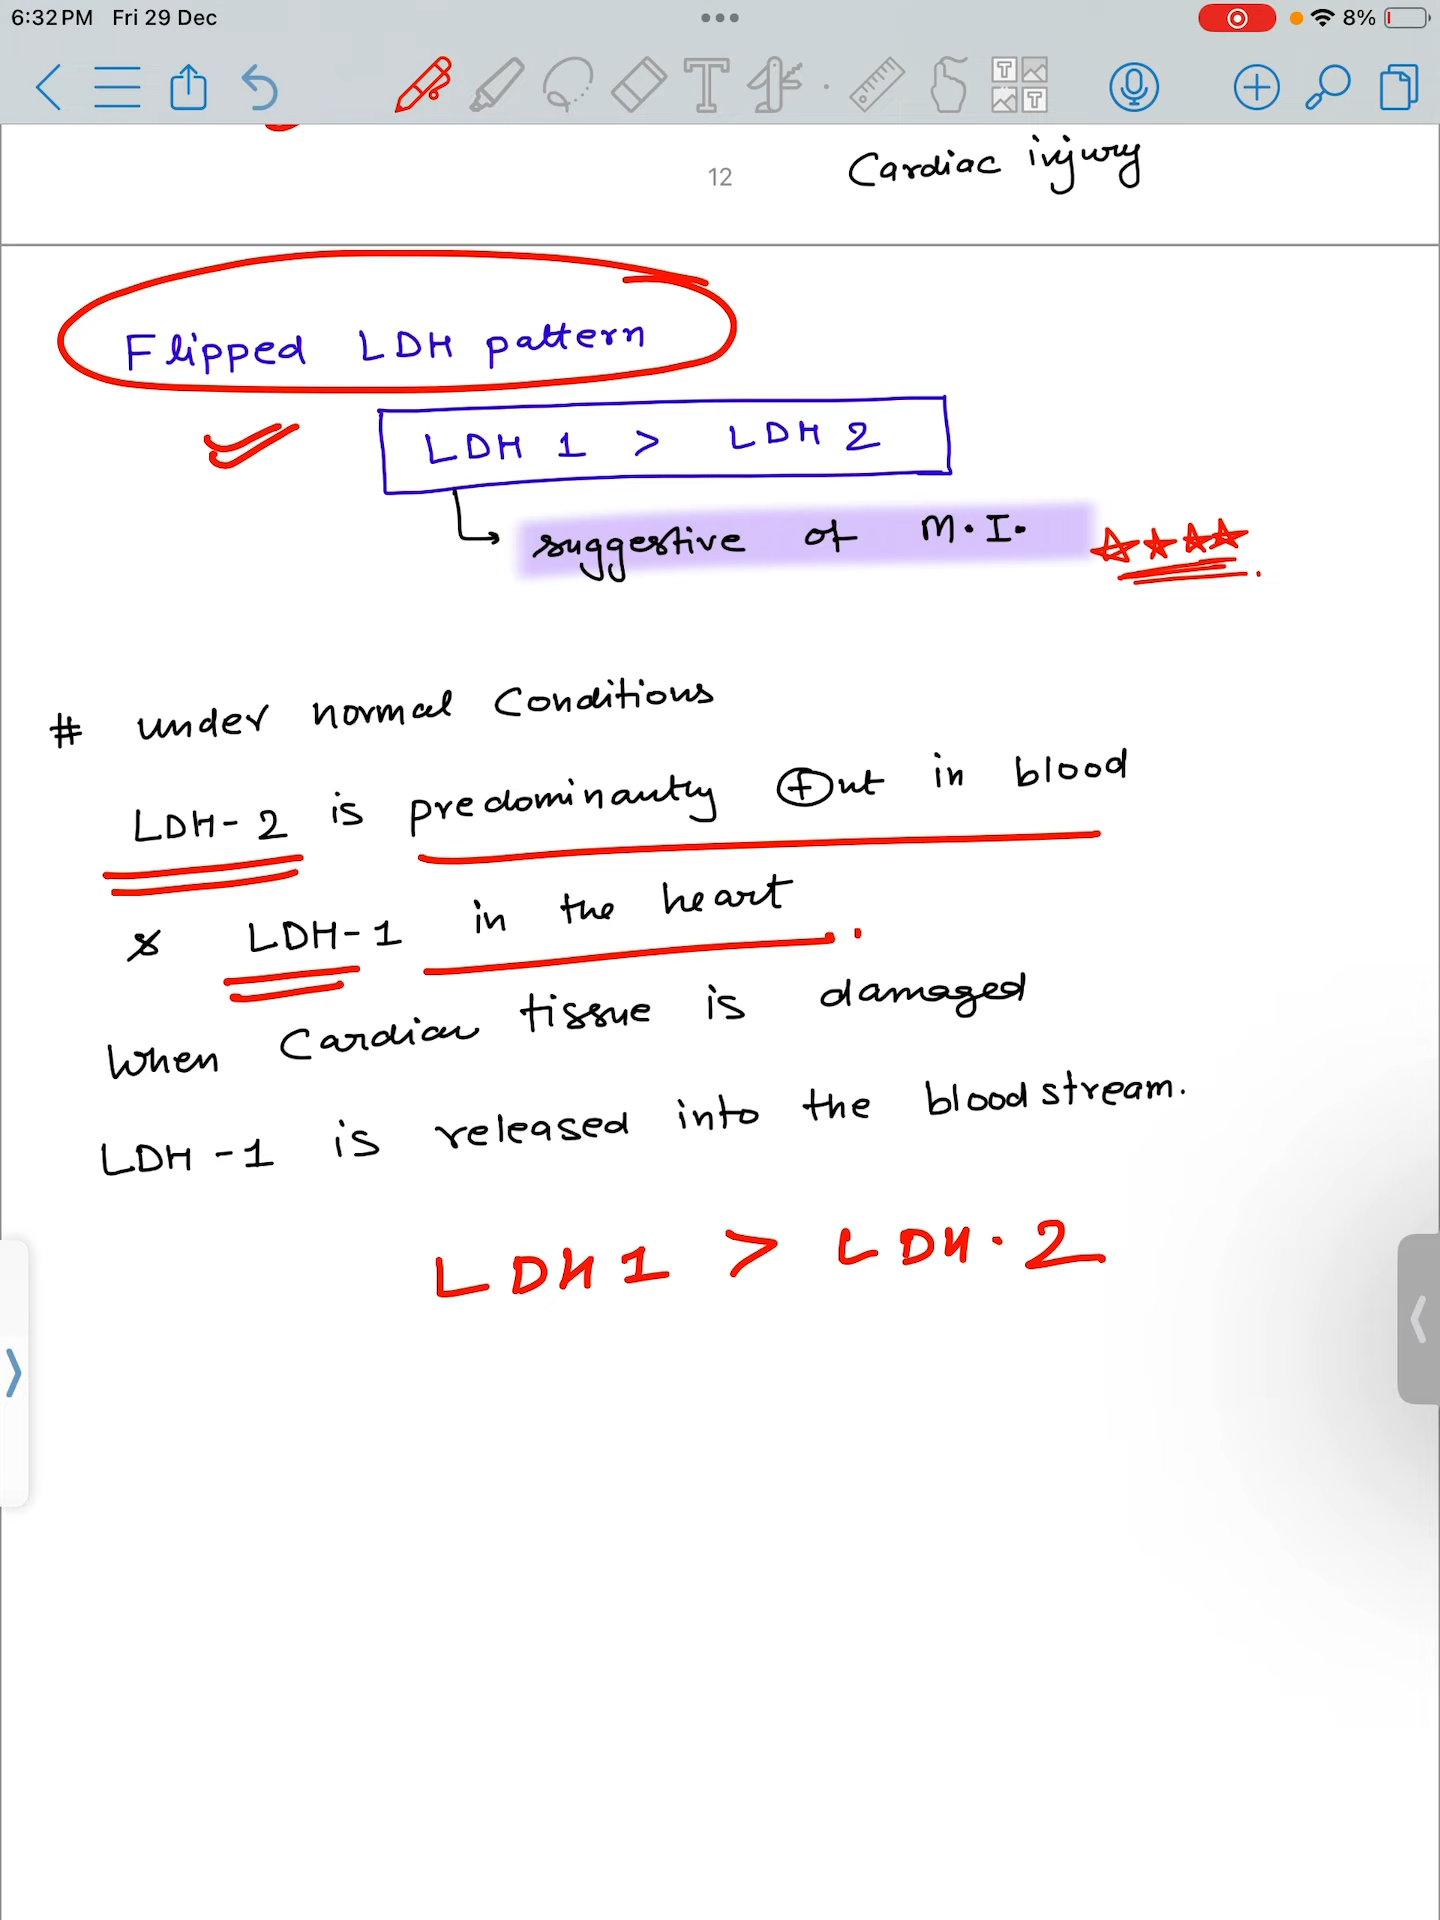 6:32 PM Fri 29 Dec
8%
12
Cardiac injury
Flipped LDH pattern
LDH 1 > LDH 2
suggestive of M.I.
# under normal Conditions
LDH-2 is predominantly ⊕nt in blood
& LDH-1 in the heart
When Cardiac tissue is damaged
LDH-1 is released into the blood stream.
LDH 1 > LDH-2